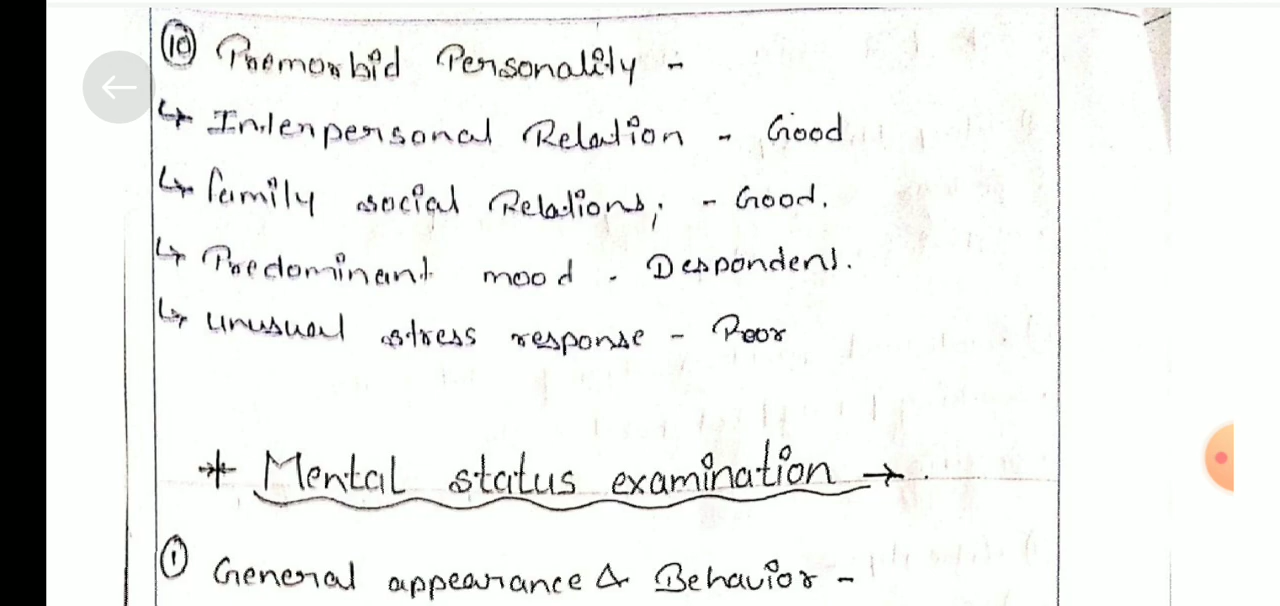 ⑩ Premorbid Personality -
↳ Interpersonal Relation - Good
↳ family social Relations, - Good.
↳ Predominant mood - Despondent.
↳ Unusual stress response - Poor
* Mental status examination →.
① General appearance & Behavior -